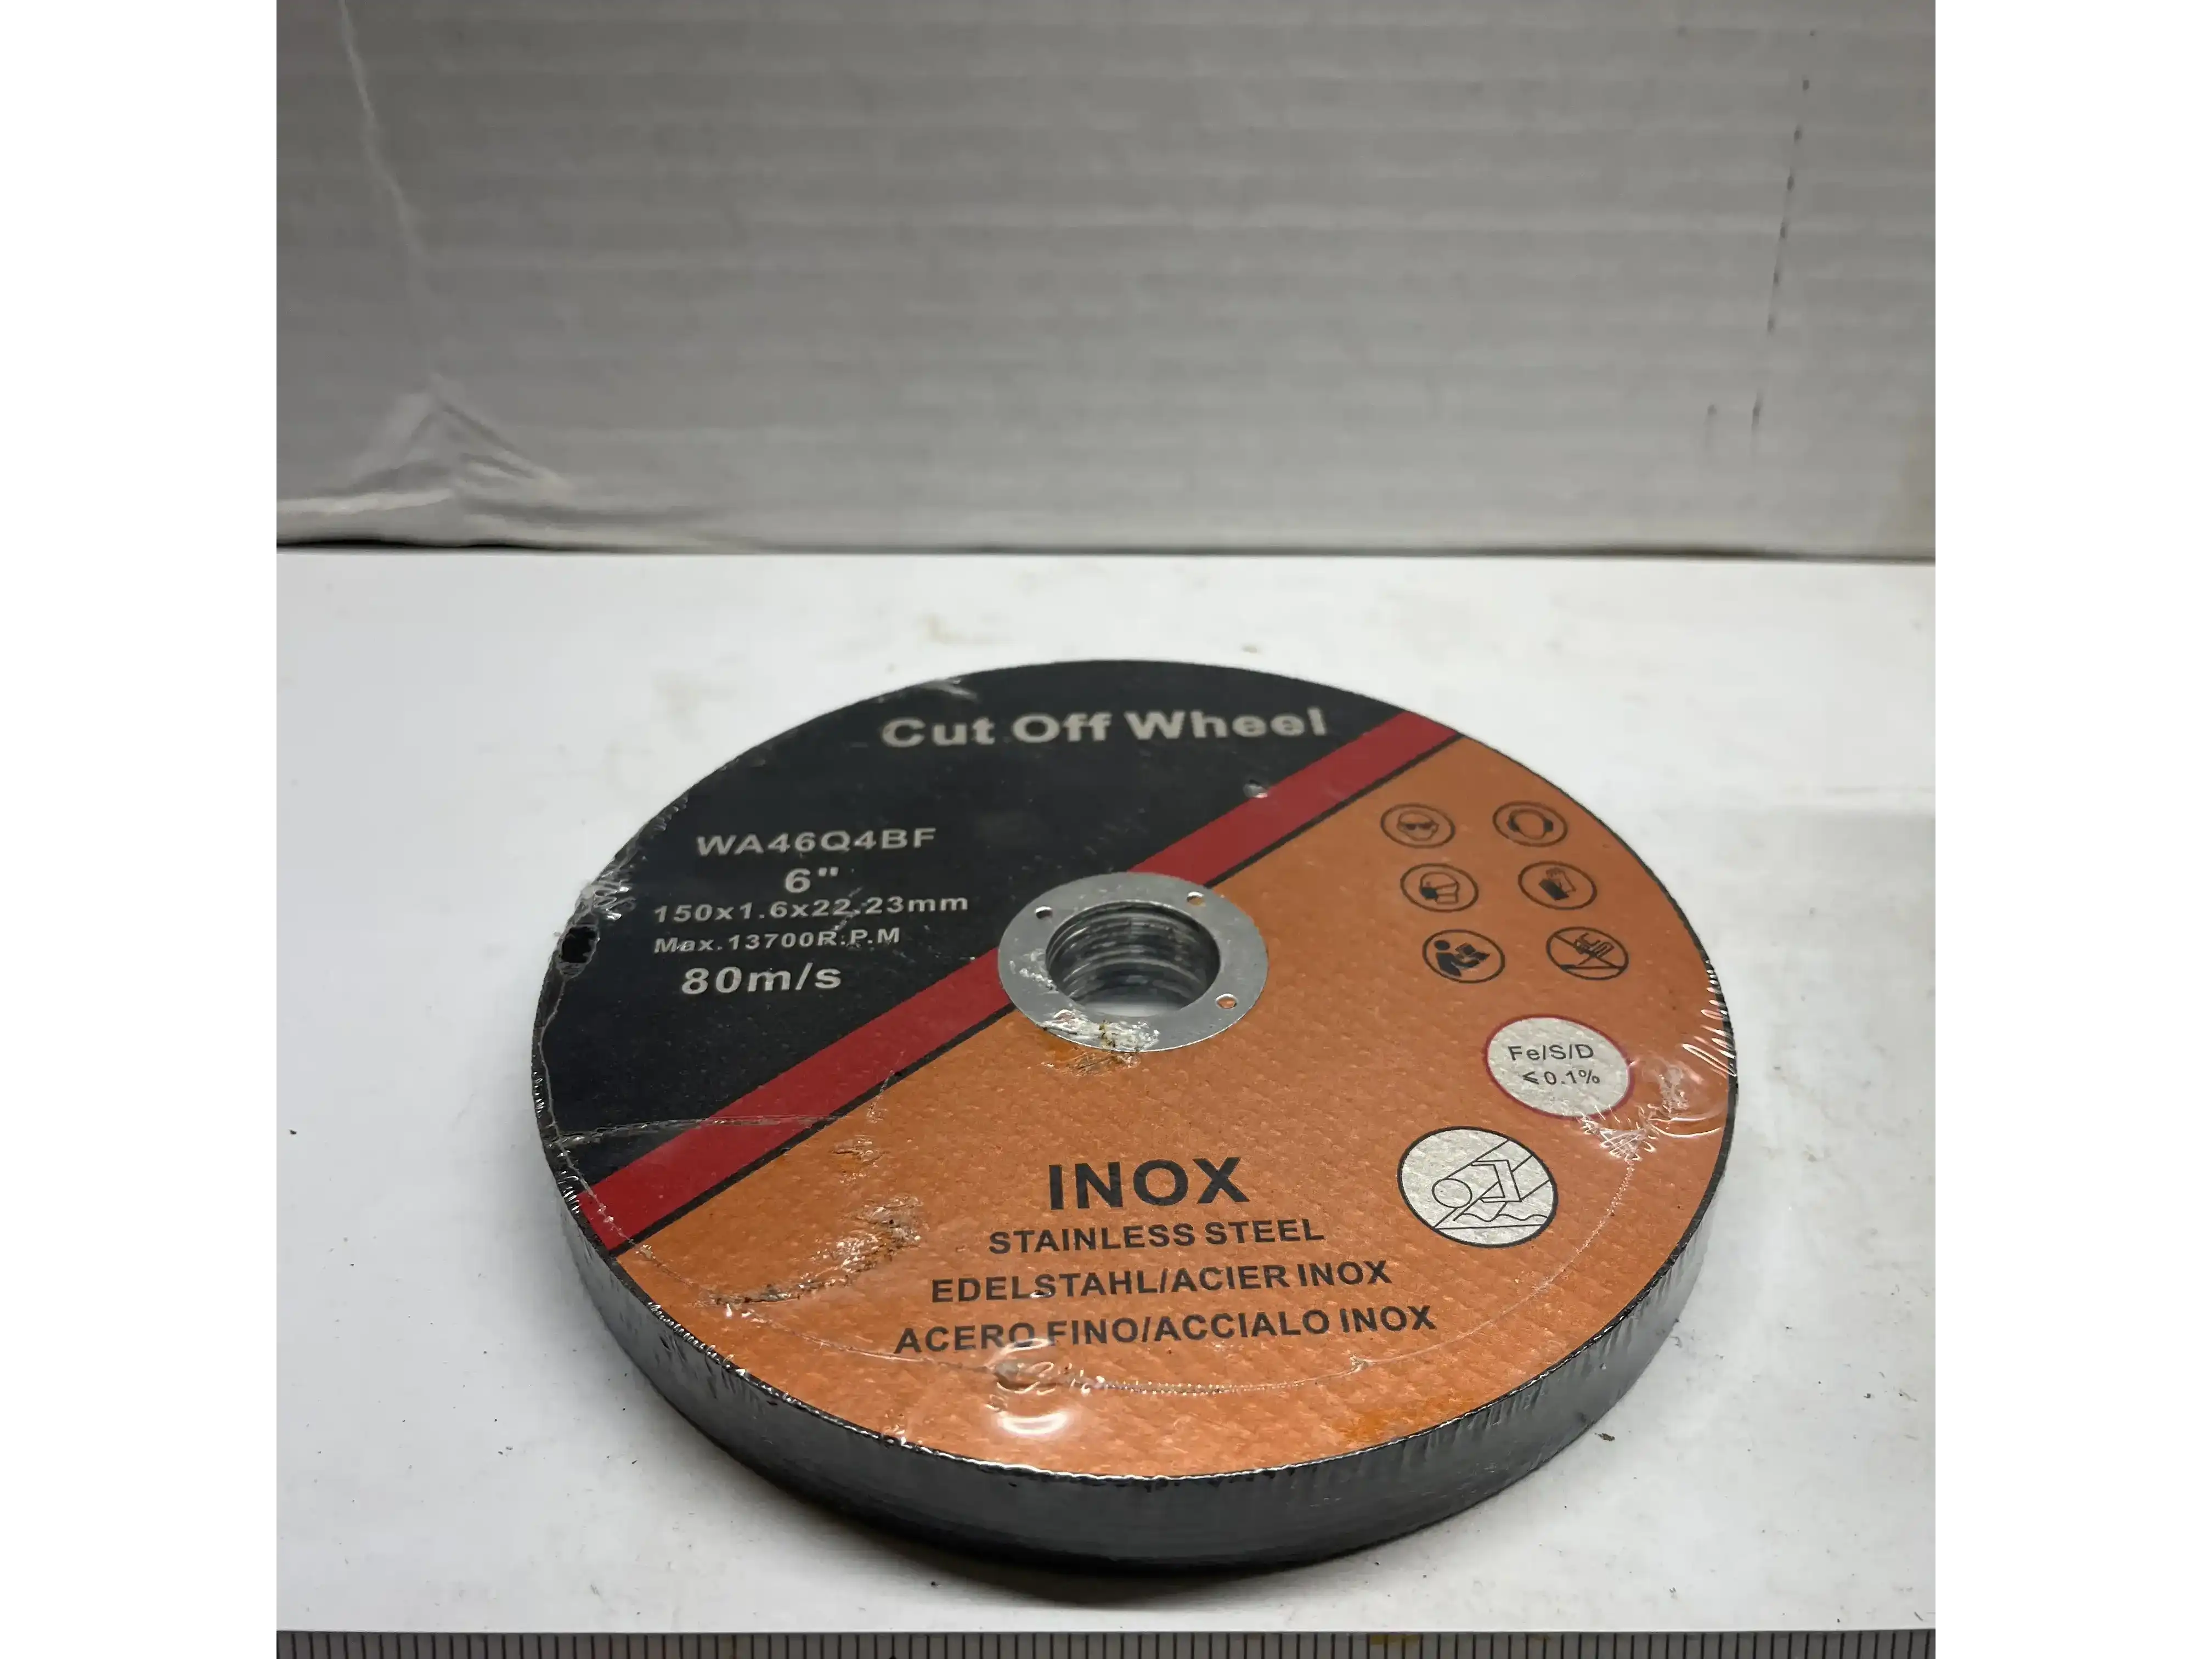 Cut Off Wheel
WA46Q4BF
6"
150x1.6x22.23mm
Max.13700R.P.M
80m/s
Fe/S/D
≤0.1%
INOX
STAINLESS STEEL
EDELSTAHL/ACIER INOX
ACERO FINO/ACCIALO INOX